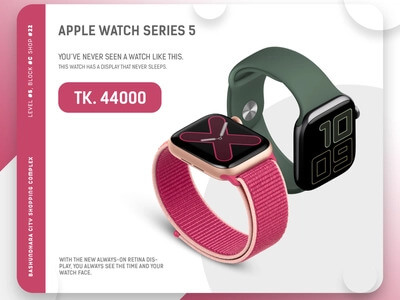 APPLE WATCH SERIES 5
YOU'VE NEVER SEEN A WATCH LIKE THIS.
THIS WATCH HAS A DISPLAY THAT NEVER SLEEPS.
TK. 44000
10
09
WITH THE NEW ALWAYS-ON RETINA DIS-
PLAY, YOU ALWAYS SEE THE TIME AND YOUR
WATCH FACE.
LEVEL #6, BLOCK #C SHOP #22
BASHUNDHARA CITY SHOPPING COMPLEX